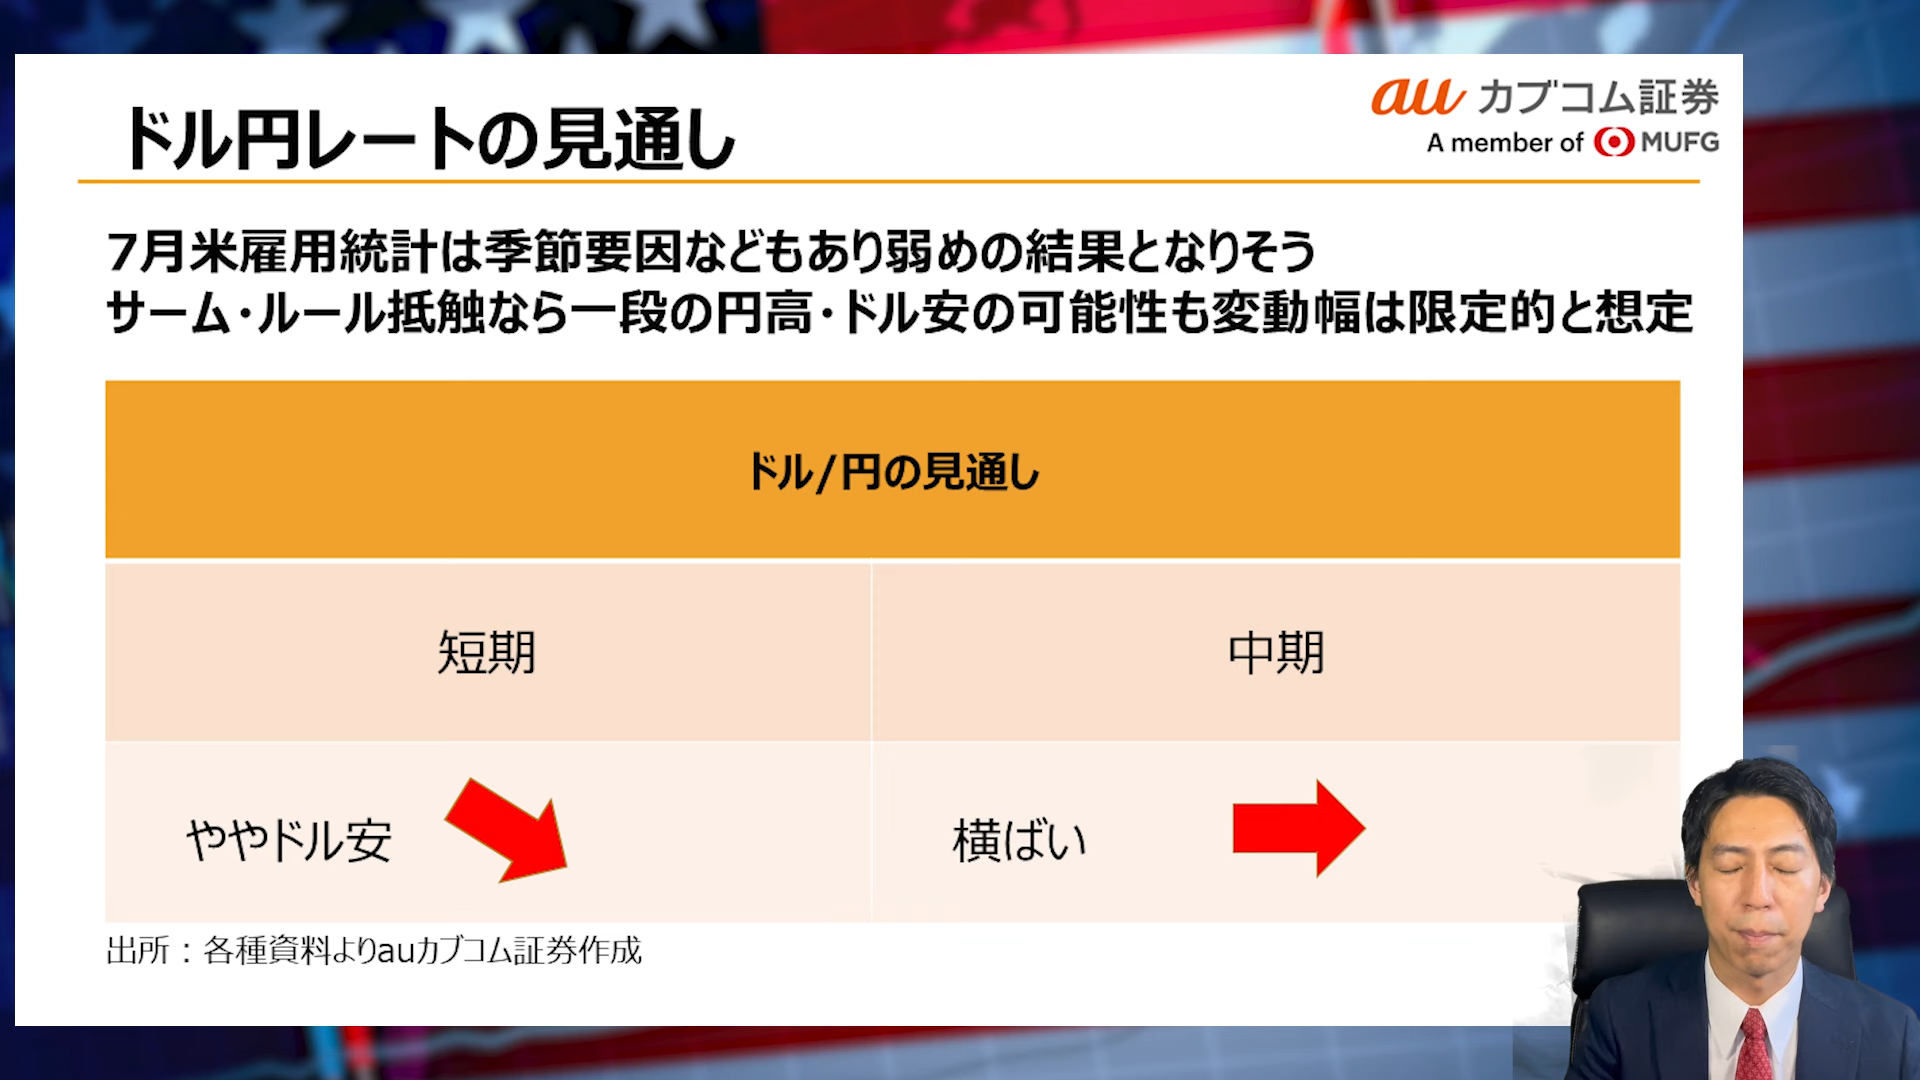 ドル円レートの見通し
au カブコム証券
A member of MUFG
7月米雇用統計は季節要因などもあり弱めの結果となりそう
サーム・ルール抵触なら一段の円高・ドル安の可能性も変動幅は限定的と想定
ドル/円の見通し
短期
中期
ややドル安
横ばい
出所：各種資料よりauカブコム証券作成